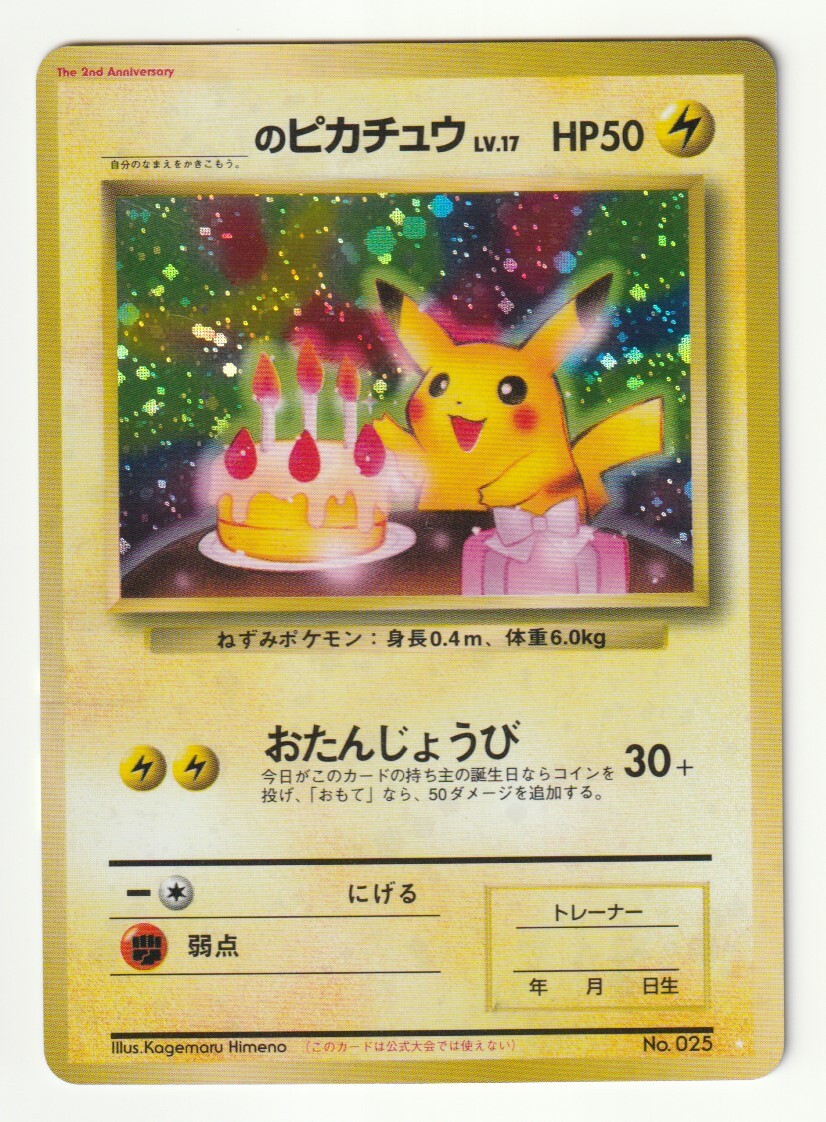 The 2nd Anniversary
のピカチュウ LV.17 HP50
自分のなまえをかきこもう。
ねずみポケモン：身長0.4m、体重6.0kg
おたんじょうび 30+
今日がこのカードの持ち主の誕生日ならコインを
投げ、「おもて」なら、50ダメージを追加する。
ー にげる
弱点
トレーナー
年 月 日生
Illus.Kagemaru Himeno （このカードは公式大会では使えない） No. 025